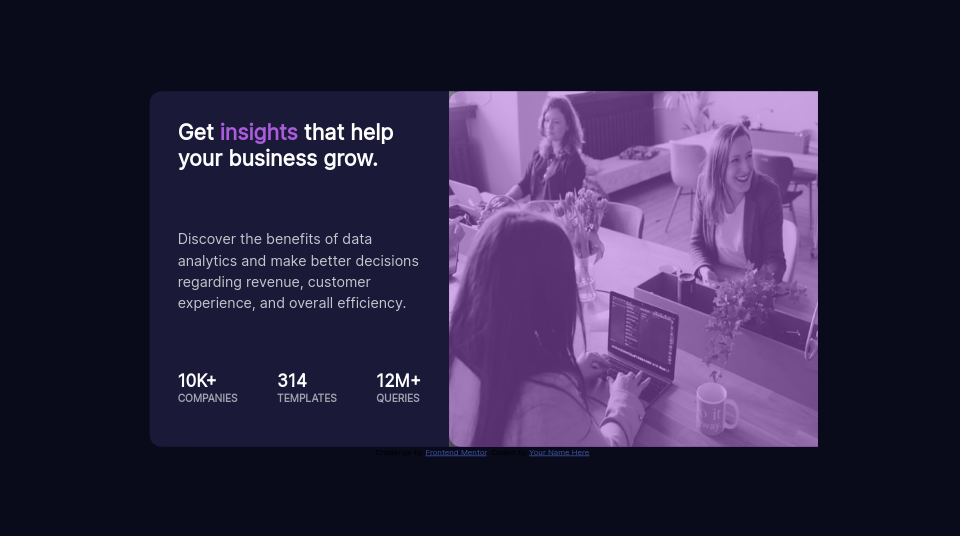 Get insights that help
your business grow.
Discover the benefits of data
analytics and make better decisions
regarding revenue, customer
experience, and overall efficiency.
10K+ 314 12M+
COMPANIES TEMPLATES QUERIES
Challenge by Frontend Mentor. Coded by Your Name Here.